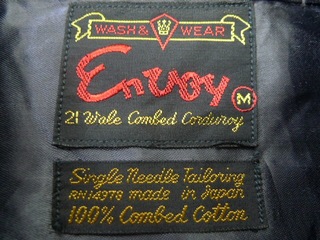 WASH & WEAR
Envoy
M
21 Wale Combed Corduroy
Single Needle Tailoring
RN14978 made in Japan
100% Combed Cotton